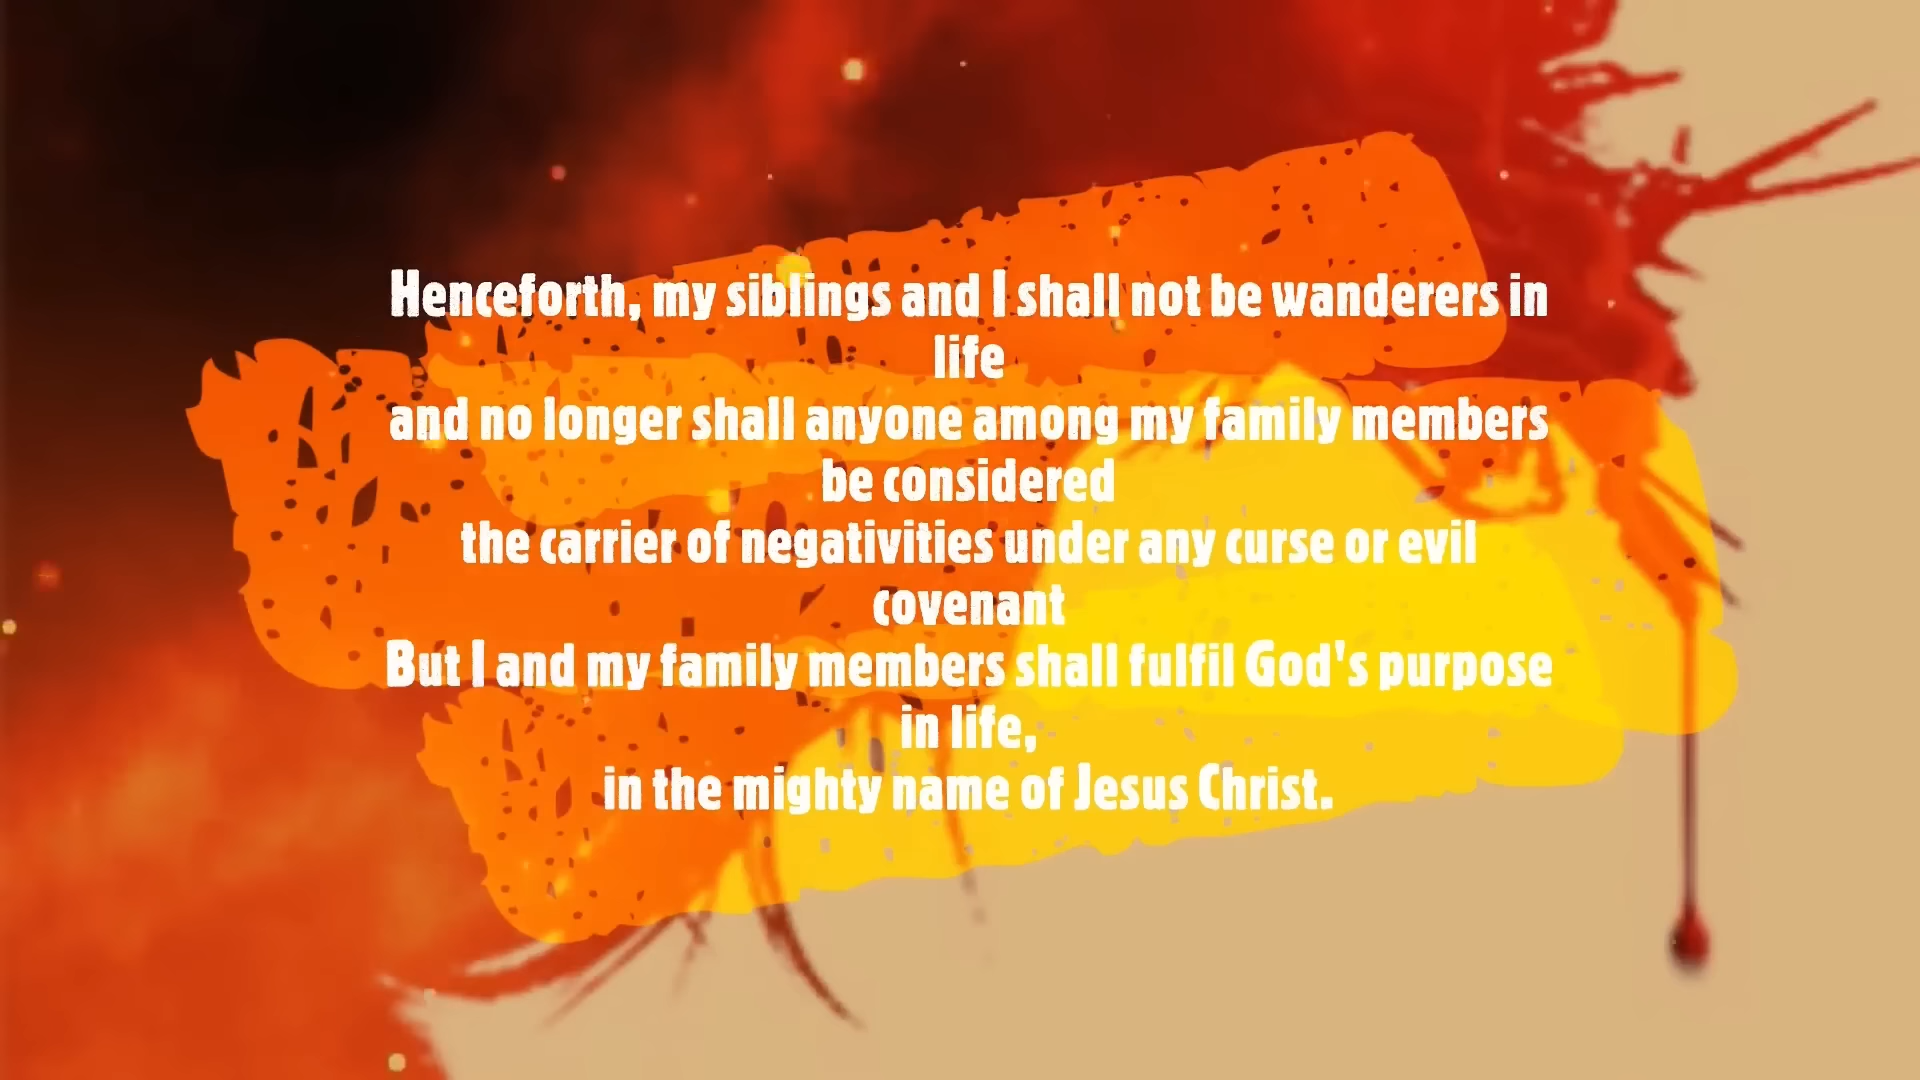 Henceforth, my siblings and I shall not be wanderers in
life
and no longer shall anyone among my family members
be considered
the carrier of negativities under any curse or evil
covenant
But I and my family members shall fulfil God's purpose
in life,
in the mighty name of Jesus Christ.